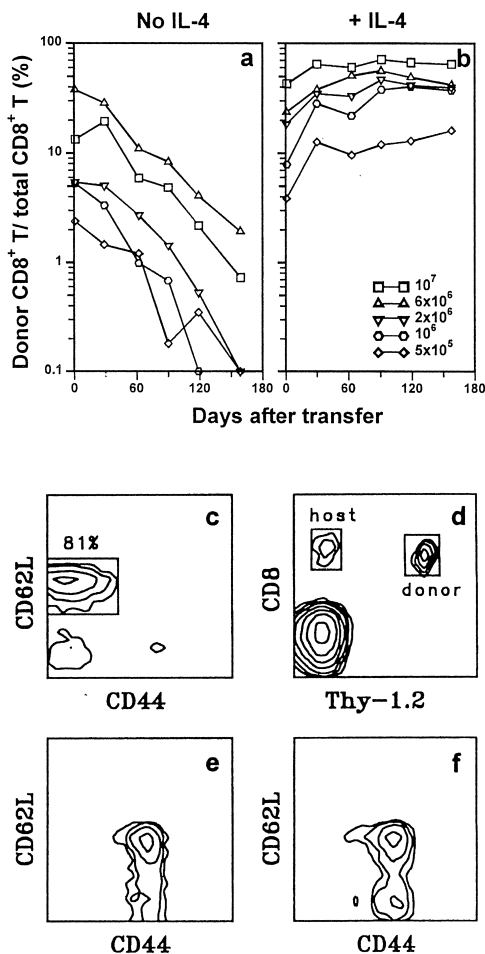 No IL-4
+ IL-4
Donor CD8⁺ T/ total CD8⁺ T (%)
100
10
1
0.1
a
b
10⁷
6x10⁶
2x10⁶
10⁶
5x10⁵
0 60 120 180
0 60 120 180
Days after transfer
c
81%
CD62L
CD44
d
host
donor
CD8
Thy-1.2
e
CD62L
CD44
f
CD62L
CD44